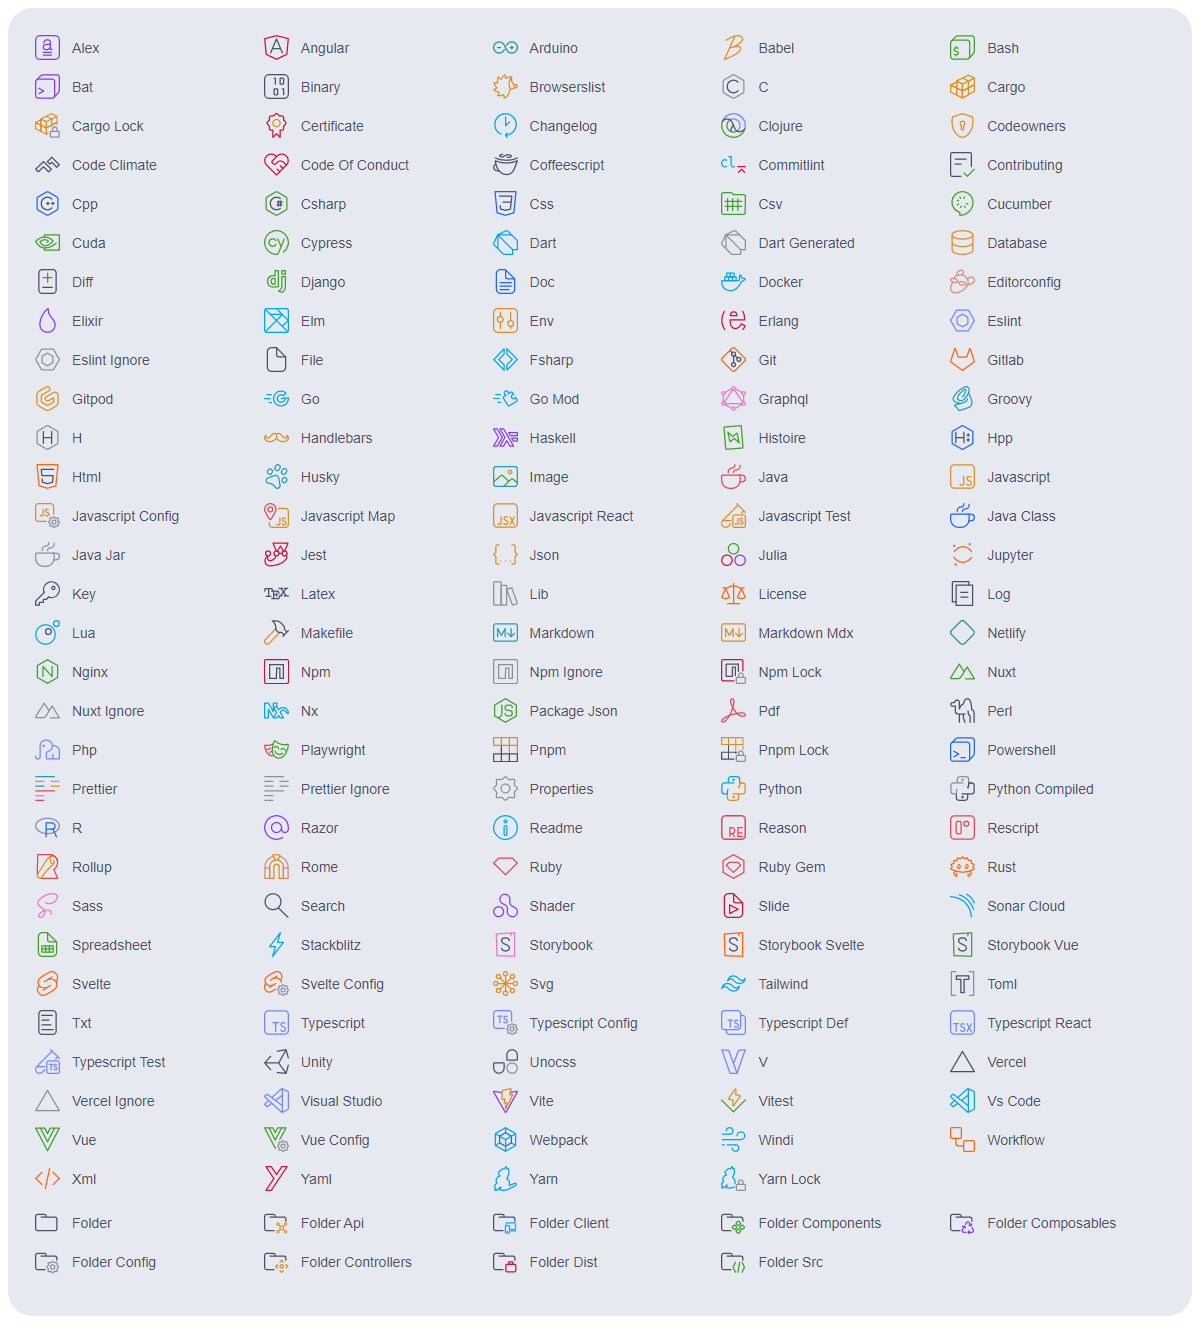 Alex Angular Arduino Babel Bash
Bat Binary Browserslist C Cargo
Cargo Lock Certificate Changelog Clojure Codeowners
Code Climate Code Of Conduct Coffeescript Commitlint Contributing
Cpp Csharp Css Csv Cucumber
Cuda Cypress Dart Dart Generated Database
Diff Django Doc Docker Editorconfig
Elixir Elm Env Erlang Eslint
Eslint Ignore File Fsharp Git Gitlab
Gitpod Go Go Mod Graphql Groovy
H Handlebars Haskell Histoire Hpp
Html Husky Image Java Javascript
Javascript Config Javascript Map Javascript React Javascript Test Java Class
Java Jar Jest Json Julia Jupyter
Key Latex Lib License Log
Lua Makefile Markdown Markdown Mdx Netlify
Nginx Npm Npm Ignore Npm Lock Nuxt
Nuxt Ignore Nx Package Json Pdf Perl
Php Playwright Pnpm Pnpm Lock Powershell
Prettier Prettier Ignore Properties Python Python Compiled
R Razor Readme Reason Rescript
Rollup Rome Ruby Ruby Gem Rust
Sass Search Shader Slide Sonar Cloud
Spreadsheet Stackblitz Storybook Storybook Svelte Storybook Vue
Svelte Svelte Config Svg Tailwind Toml
Txt Typescript Typescript Config Typescript Def Typescript React
Typescript Test Unity Unocss V Vercel
Vercel Ignore Visual Studio Vite Vitest Vs Code
Vue Vue Config Webpack Windi Workflow
Xml Yaml Yarn Yarn Lock
Folder Folder Api Folder Client Folder Components Folder Composables
Folder Config Folder Controllers Folder Dist Folder Src